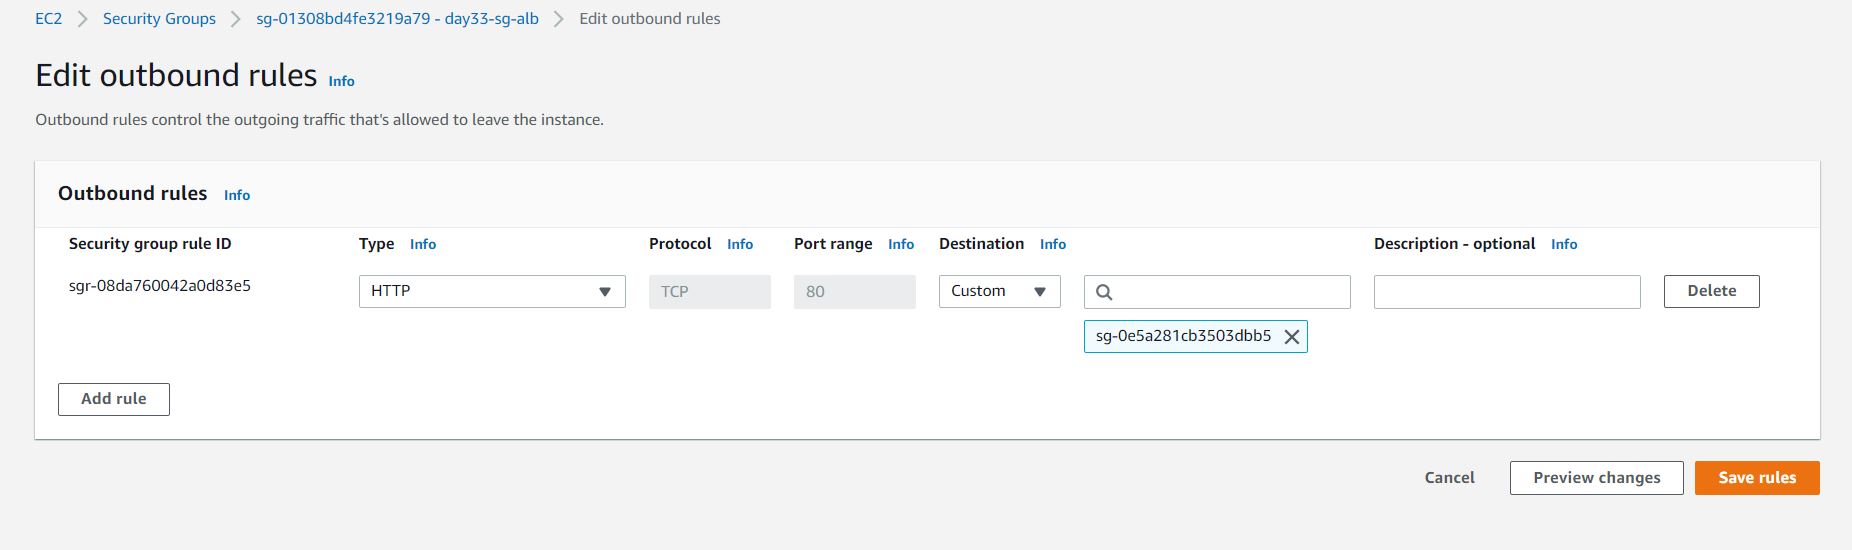 EC2 Security Groups sg-01308bd4fe3219a79 - day33-sg-alb Edit outbound rules
Edit outbound rules Info
Outbound rules control the outgoing traffic that's allowed to leave the instance.
Outbound rules Info
Security group rule ID Type Info Protocol Info Port range Info Destination Info Description - optional Info
sgr-08da760042a0d83e5 HTTP TCP 80 Custom Delete
sg-0e5a281cb3503dbb5
Add rule
Cancel Preview changes Save rules